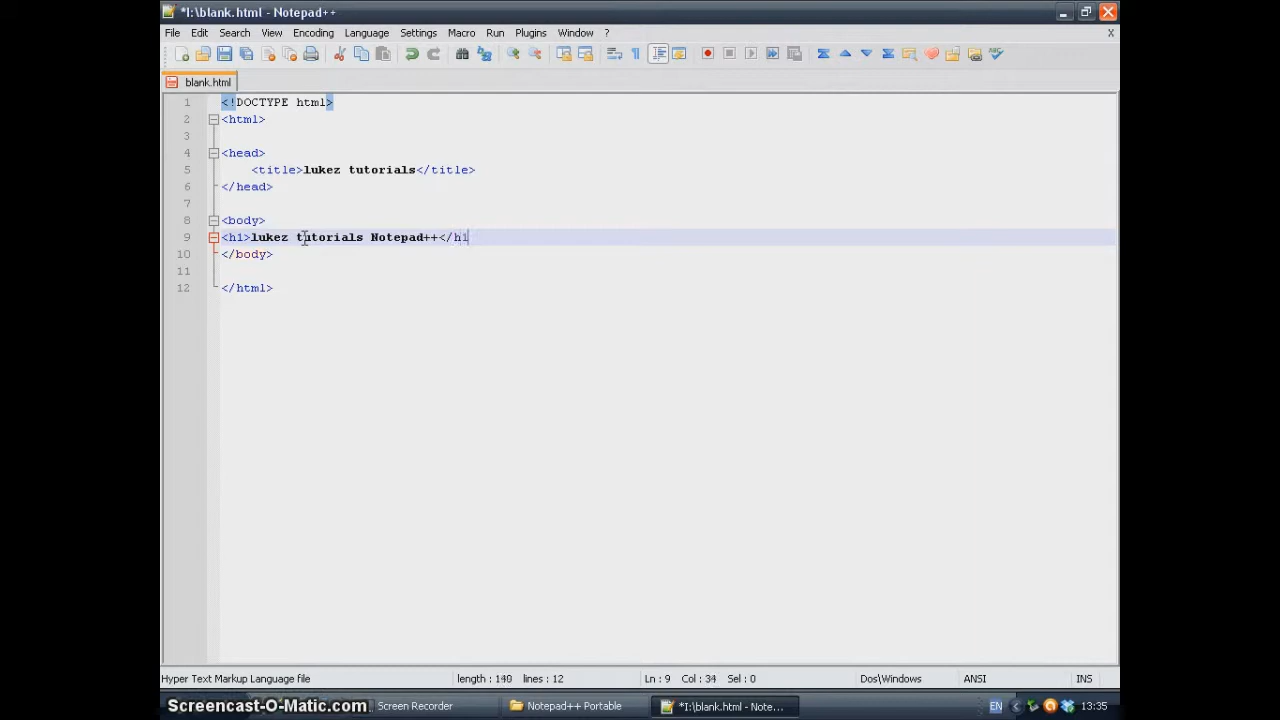 *I:\blank.html - Notepad++
File Edit Search View Encoding Language Settings Macro Run Plugins Window ? X
blank.html
1 <!DOCTYPE html>
2 <html>
3
4 <head>
5 <title>lukez tutorials</title>
6 </head>
7
8 <body>
9 <h1>lukez tutorials Notepad++</h1
10 </body>
11
12 </html>
Hyper Text Markup Language file length : 140 lines : 12 Ln : 9 Col : 34 Sel : 0 Dos\Windows ANSI INS
Screencast-O-Matic.com Screen Recorder Notepad++ Portable *I:\blank.html - Note... EN 13:35